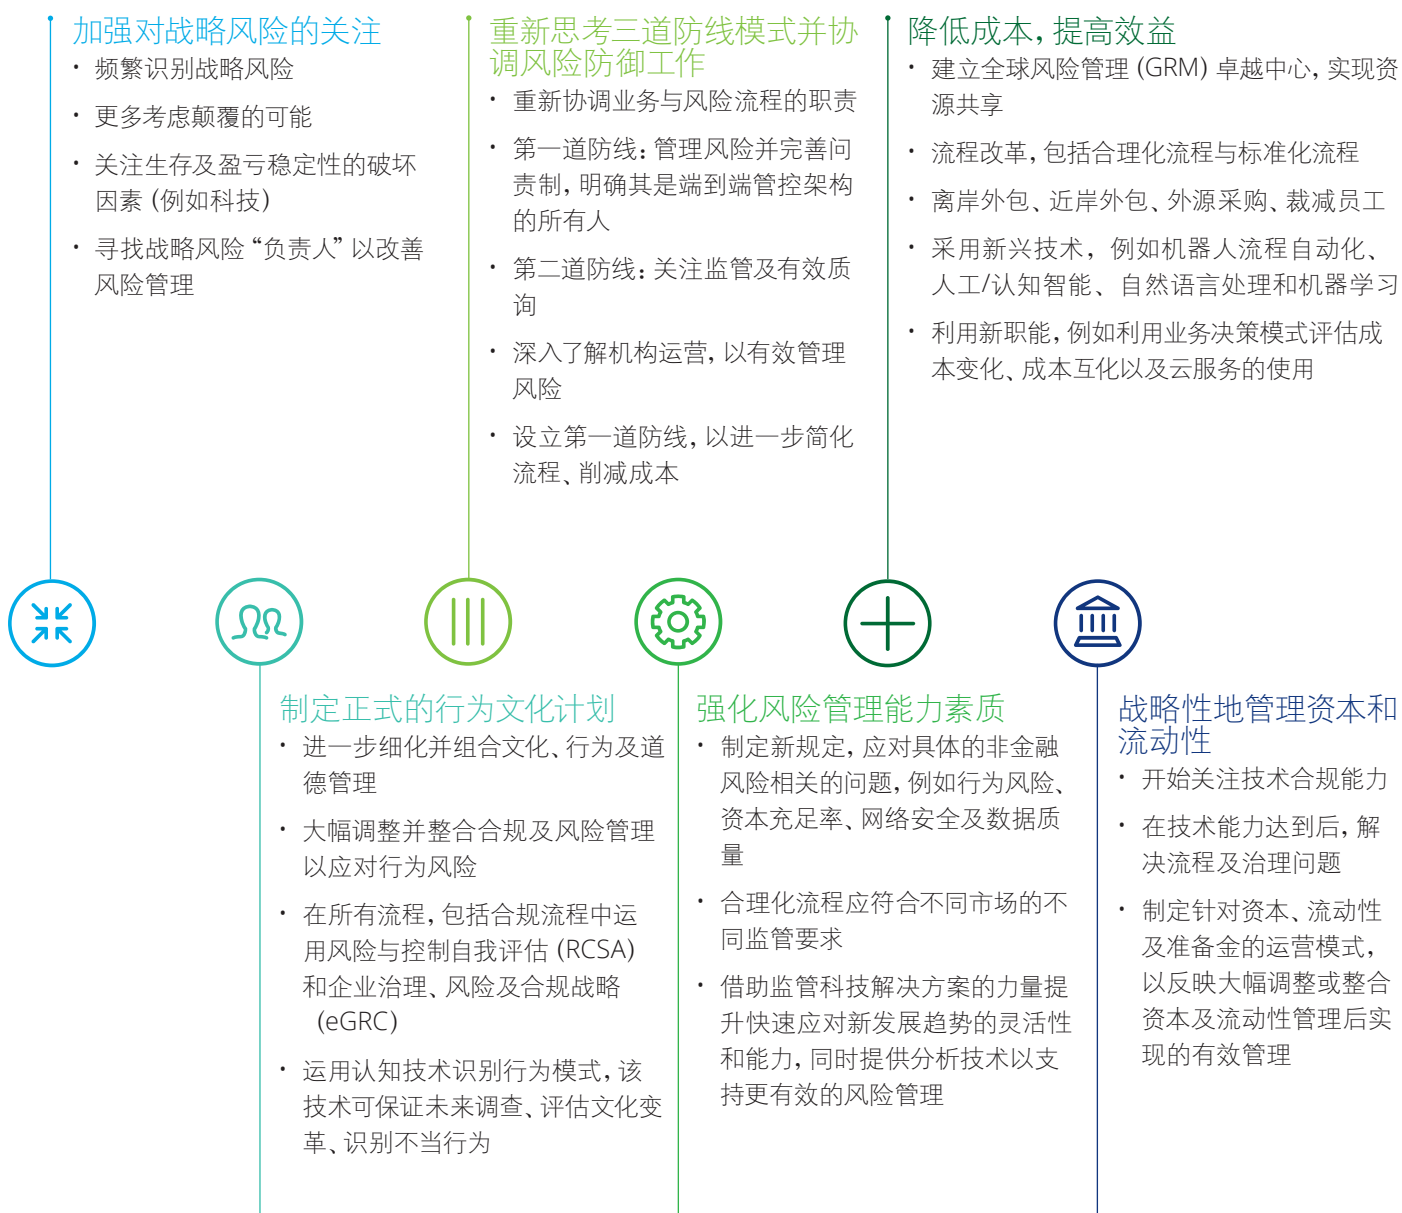 加强对战略风险的关注
· 频繁识别战略风险
· 更多考虑颠覆的可能
· 关注生存及盈亏稳定性的破坏
因素 (例如科技)
· 寻找战略风险 “负责人” 以改善
风险管理
重新思考三道防线模式并协
调风险防御工作
· 重新协调业务与风险流程的职责
· 第一道防线：管理风险并完善问
责制，明确其是端到端管控架构
的所有人
· 第二道防线：关注监管及有效质
询
· 深入了解机构运营，以有效管理
风险
· 设立第一道防线，以进一步简化
流程、削减成本
降低成本，提高效益
· 建立全球风险管理 (GRM) 卓越中心，实现资
源共享
· 流程改革，包括合理化流程与标准化流程
· 离岸外包、近岸外包、外源采购、裁减员工
· 采用新兴技术，例如机器人流程自动化、
人工/认知智能、自然语言处理和机器学习
· 利用新职能，例如利用业务决策模式评估成
本变化、成本互化以及云服务的使用
制定正式的行为文化计划
· 进一步细化并组合文化、行为及道
德管理
· 大幅调整并整合合规及风险管理
以应对行为风险
· 在所有流程，包括合规流程中运
用风险与控制自我评估 (RCSA)
和企业治理、风险及合规战略
(eGRC)
· 运用认知技术识别行为模式，该
技术可保证未来调查、评估文化变
革、识别不当行为
强化风险管理能力素质
· 制定新规定，应对具体的非金融
风险相关的问题，例如行为风险、
资本充足率、网络安全及数据质
量
· 合理化流程应符合不同市场的不
同监管要求
· 借助监管科技解决方案的力量提
升快速应对新发展趋势的灵活性
和能力，同时提供分析技术以支
持更有效的风险管理
战略性地管理资本和
流动性
· 开始关注技术合规能力
· 在技术能力达到后，解
决流程及治理问题
· 制定针对资本、流动性
及准备金的运营模式，
以反映大幅调整或整合
资本及流动性管理后实
现的有效管理